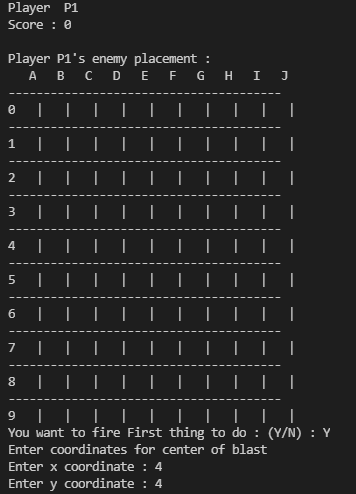 Player  P1
Score : 0

Player P1's enemy placement :
   A   B   C   D   E   F   G   H   I   J
---------------------------------------
0   |   |   |   |   |   |   |   |   |   |
---------------------------------------
1   |   |   |   |   |   |   |   |   |   |
---------------------------------------
2   |   |   |   |   |   |   |   |   |   |
---------------------------------------
3   |   |   |   |   |   |   |   |   |   |
---------------------------------------
4   |   |   |   |   |   |   |   |   |   |
---------------------------------------
5   |   |   |   |   |   |   |   |   |   |
---------------------------------------
6   |   |   |   |   |   |   |   |   |   |
---------------------------------------
7   |   |   |   |   |   |   |   |   |   |
---------------------------------------
8   |   |   |   |   |   |   |   |   |   |
---------------------------------------
9   |   |   |   |   |   |   |   |   |   |
You want to fire First thing to do : (Y/N) : Y
Enter coordinates for center of blast
Enter x coordinate : 4
Enter y coordinate : 4